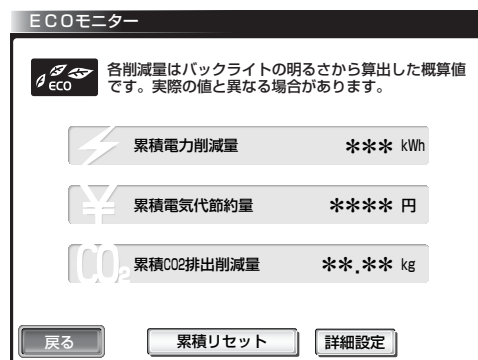 ECOモニター
ECO
各削減量はバックライトの明るさから算出した概算値
です。実際の値と異なる場合があります。
累積電力削減量 *** kWh
¥
累積電気代節約量 **** 円
CO2
累積CO2排出削減量 **.** kg
戻る 累積リセット 詳細設定